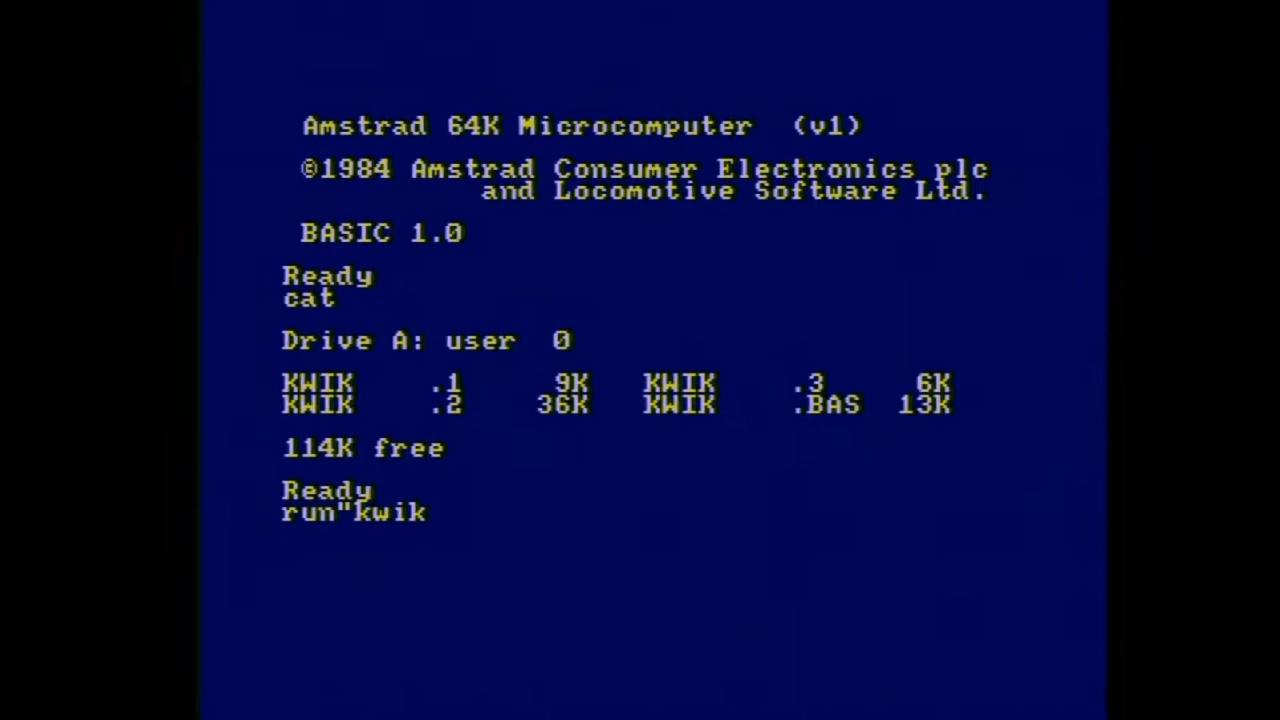 Amstrad 64K Microcomputer (v1)
©1984 Amstrad Consumer Electronics plc
and Locomotive Software Ltd.
BASIC 1.0
Ready
cat
Drive A: user 0
KWIK .1 9K KWIK .3 6K
KWIK .2 36K KWIK .BAS 13K
114K free
Ready
run"kwik